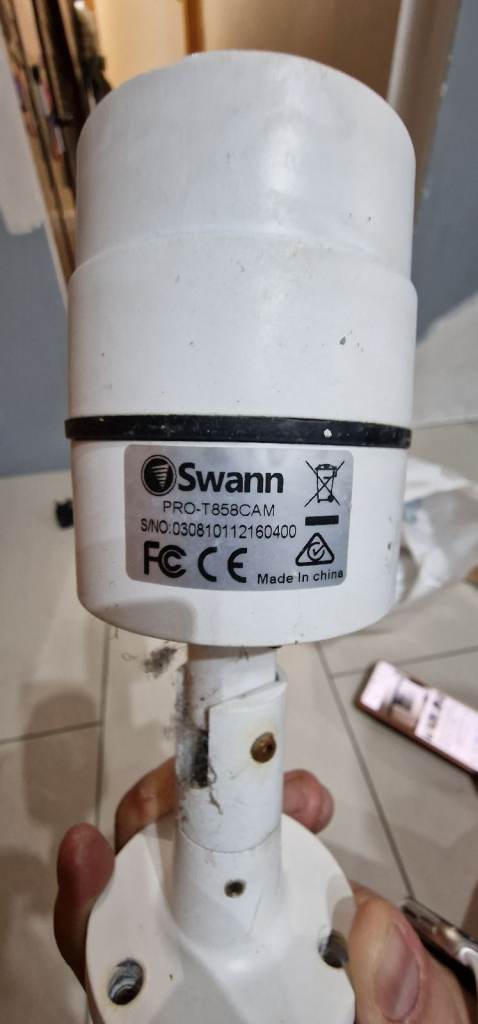 Swann
PRO-T858CAM
S/NO:030810112160400
FC CE Made In china